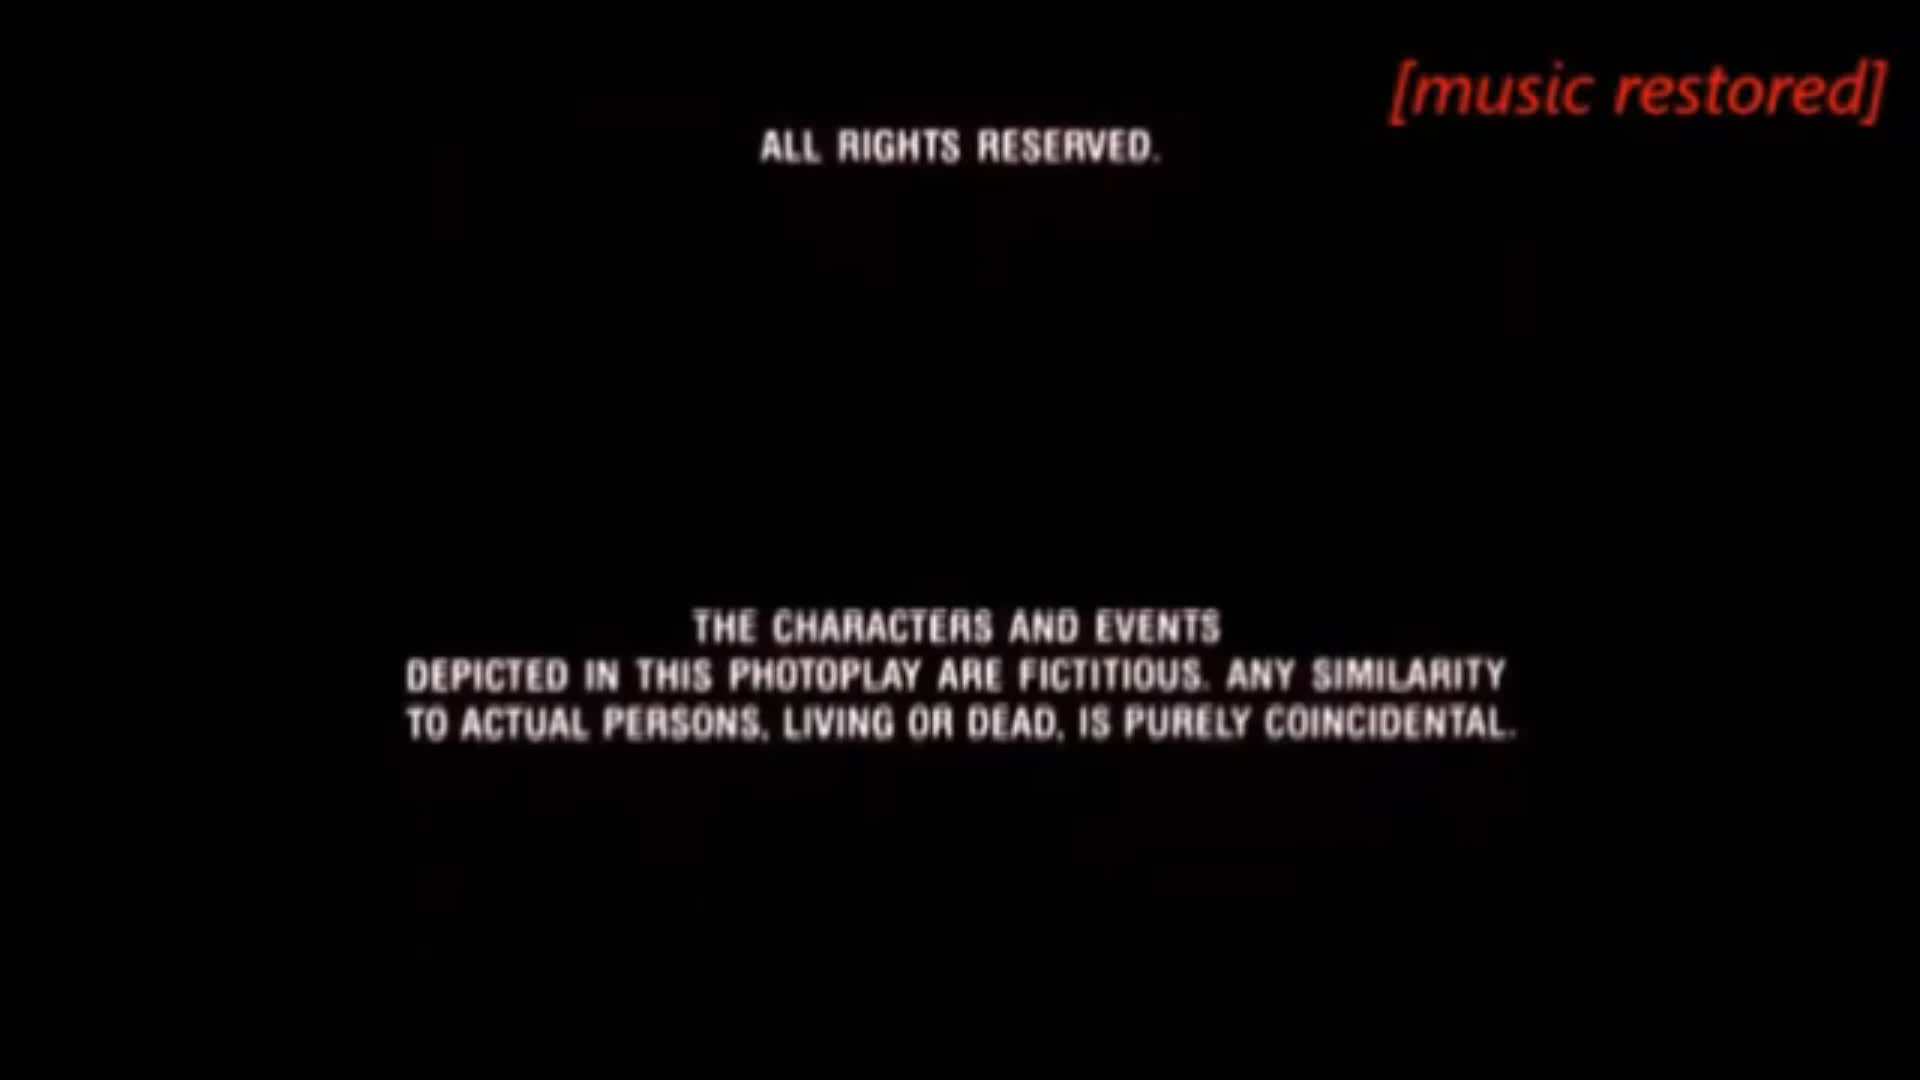 [music restored]
ALL RIGHTS RESERVED.
THE CHARACTERS AND EVENTS
DEPICTED IN THIS PHOTOPLAY ARE FICTITIOUS. ANY SIMILARITY
TO ACTUAL PERSONS, LIVING OR DEAD, IS PURELY COINCIDENTAL.